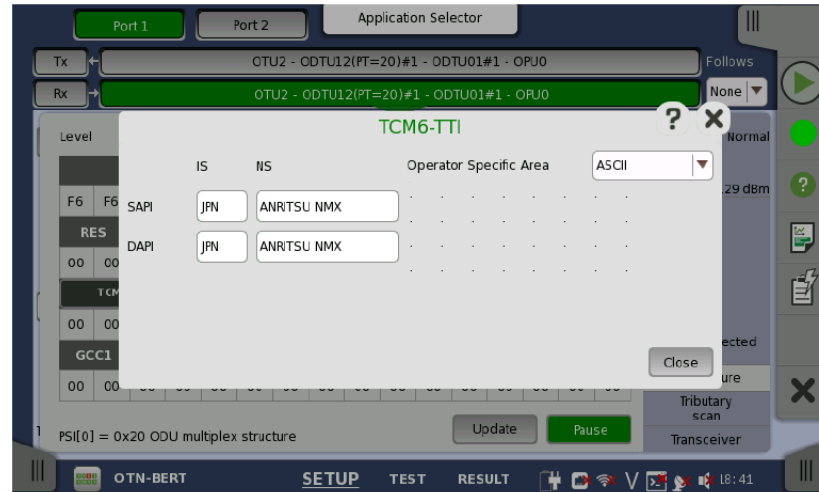 Port 1 Port 2 Application Selector
Tx OTU2 - ODTU12(PT=20)#1 - ODTU01#1 - OPU0 Follows
Rx OTU2 - ODTU12(PT=20)#1 - ODTU01#1 - OPU0 None
TCM6-TTI ? X
Level Normal
IS NS Operator Specific Area ASCII
F6 F6 .29 dBm
SAPI JPN ANRITSU NMX
RES
DAPI JPN ANRITSU NMX
00 00
TCM
00 00
ected
GCC1 Close
ure
00 00
Tributary
scan
PSI[0] = 0x20 ODU multiplex structure Update Pause
Transceiver
OTN-BERT SETUP TEST RESULT V 18:41